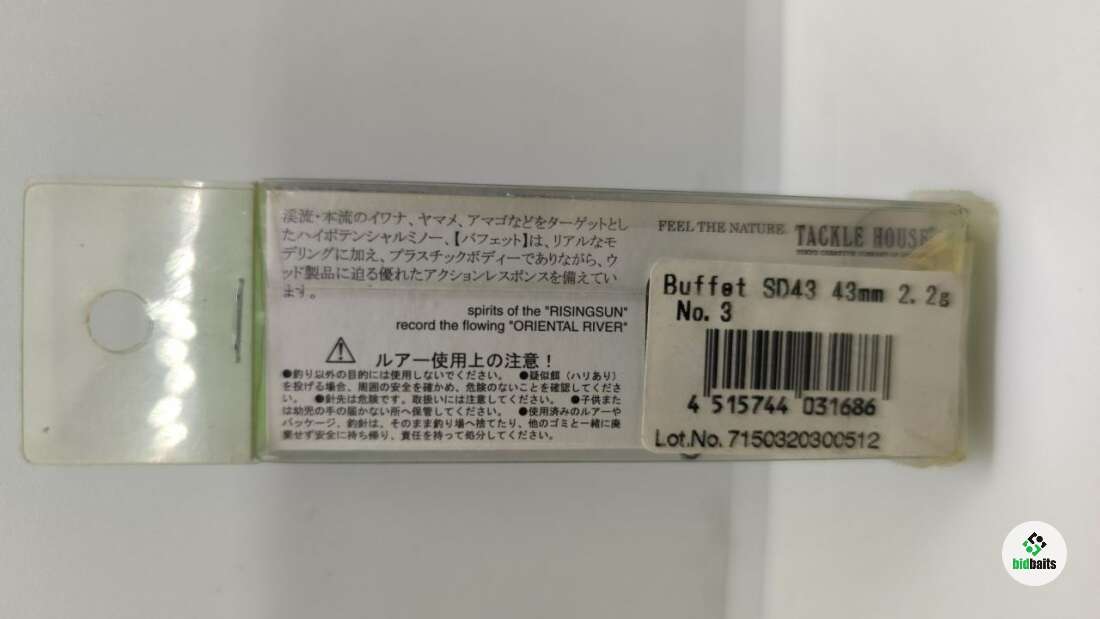 渓流・本流のイワナ、ヤマメ、アマゴなどをターゲットとし
たハイポテンシャルミノー、【バフェット】は、リアルなモ
デリングに加え、プラスチックボディーでありながら、ウ
ッド製品に迫る優れたアクションレスポンスを備えてい
ます。
spirits of the "RISINGSUN"
record the flowing "ORIENTAL RIVER"
ルアー使用上の注意！
●釣り以外の目的には使用しないでください。 ●疑似餌（ハリあり）
を投げる場合、周囲の安全を確かめ、危険のないことを確認してくださ
い。 ●針先は危険です。取扱いには注意してください。 ●子供また
は幼児の手の届かない所へ保管してください。 ●使用済みのルアーや
パッケージ、釣針は、そのまま釣り場へ捨てたり、他のゴミと一緒に廃
棄せず安全に持ち帰り、責任を持って処分してください。
FEEL THE NATURE.
TACKLE HOUSE
Buffet SD43 43mm 2.2g
No.3
4 515744 031686
Lot.No. 7150320300512
bidbaits